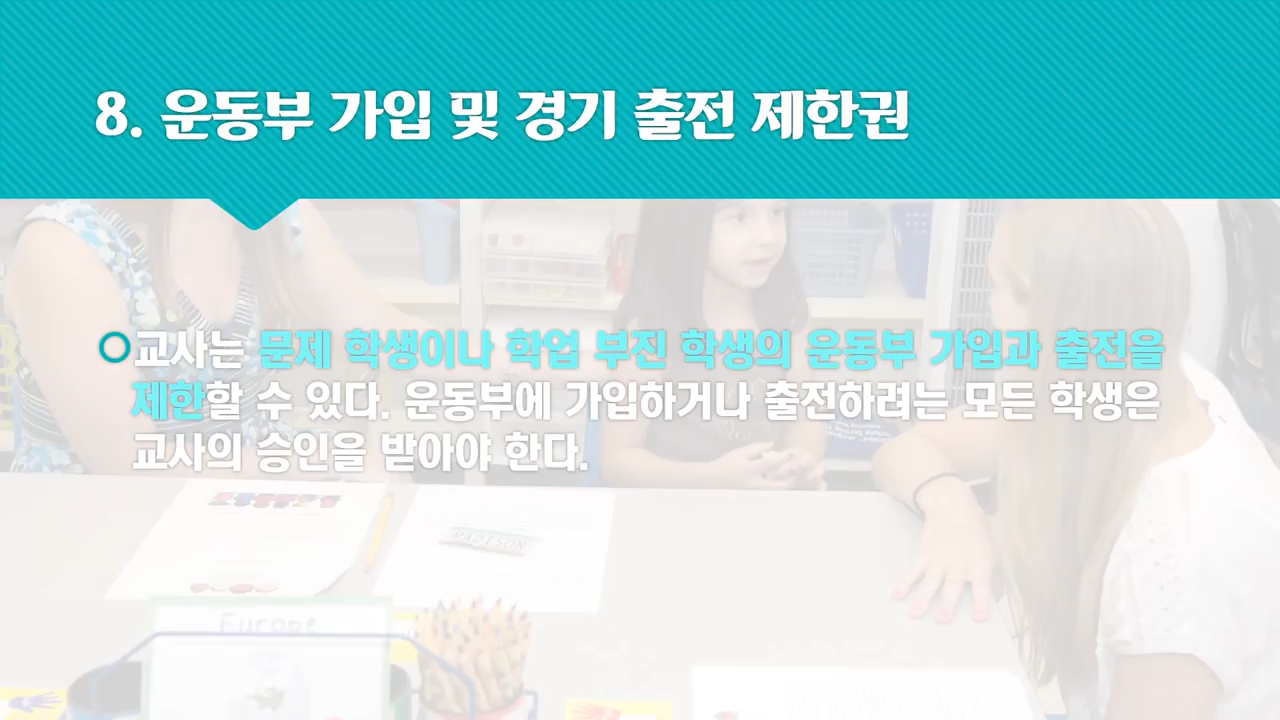 8. 운동부 가입 및 경기 출전 제한권
교사는 문제 학생이나 학업 부진 학생의 운동부 가입과 출전을
제한할 수 있다. 운동부에 가입하거나 출전하려는 모든 학생은
교사의 승인을 받아야 한다.
MADISON
Europe